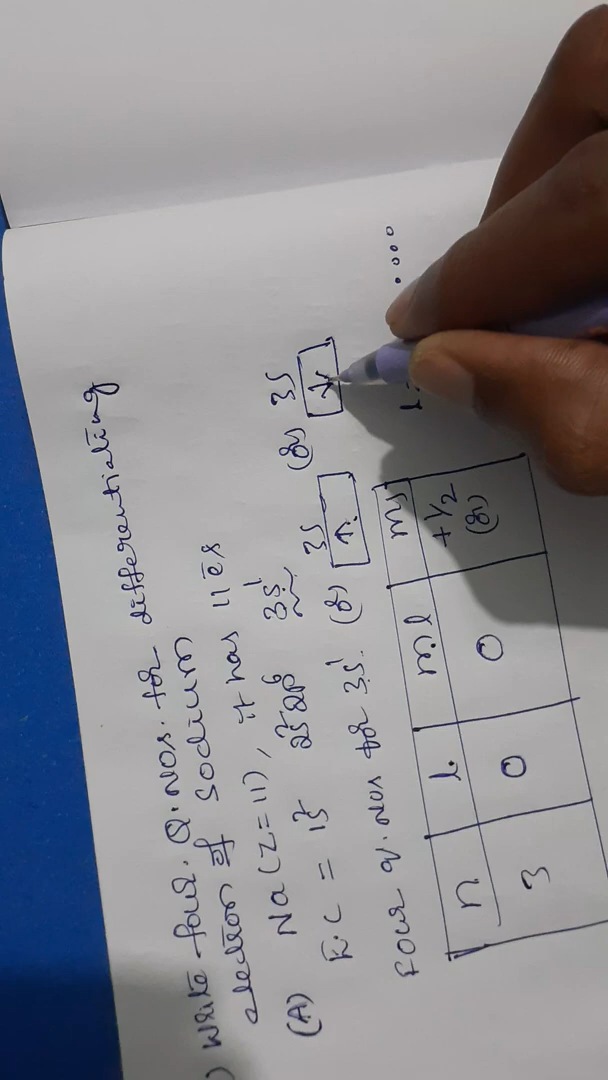 ) Write four. Q. Nos. for differentiating
electron of Sodium
(A) Na (Z=11), it has 11es
E.C = 1s² 2s² 2p⁶ 3s¹
Four q. Nos for 3s¹. (or) 3s ↑ (or) 3s ↓
n l ml ms
3 0 0 +1/2 (or)
l=